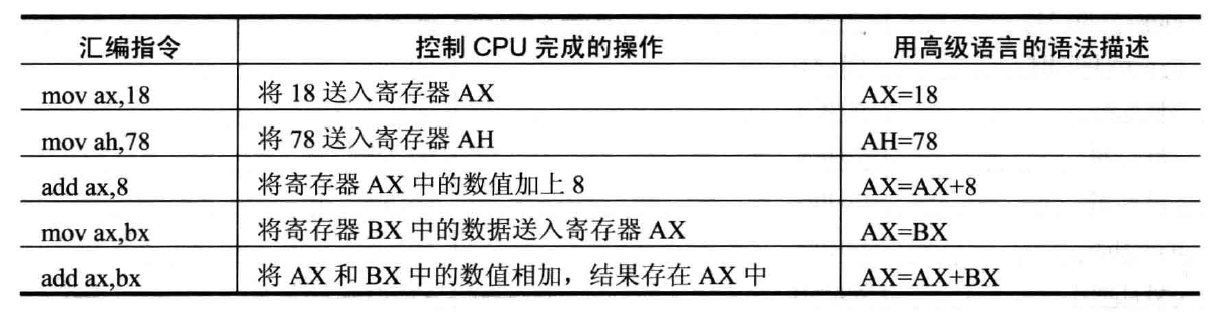 汇编指令 控制 CPU 完成的操作 用高级语言的语法描述
mov ax,18 将 18 送入寄存器 AX AX=18
mov ah,78 将 78 送入寄存器 AH AH=78
add ax,8 将寄存器 AX 中的数值加上 8 AX=AX+8
mov ax,bx 将寄存器 BX 中的数据送入寄存器 AX AX=BX
add ax,bx 将 AX 和 BX 中的数值相加，结果存在 AX 中 AX=AX+BX